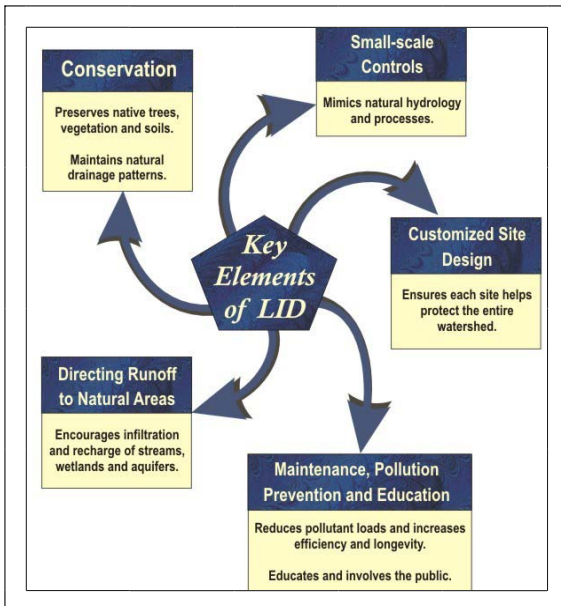 Conservation
Preserves native trees,
vegetation and soils.
Maintains natural
drainage patterns.
Small-scale
Controls
Mimics natural hydrology
and processes.
Customized Site
Design
Ensures each site helps
protect the entire
watershed.
Key
Elements
of LID
Directing Runoff
to Natural Areas
Encourages infiltration
and recharge of streams,
wetlands and aquifers.
Maintenance, Pollution
Prevention and Education
Reduces pollutant loads and increases
efficiency and longevity.
Educates and involves the public.